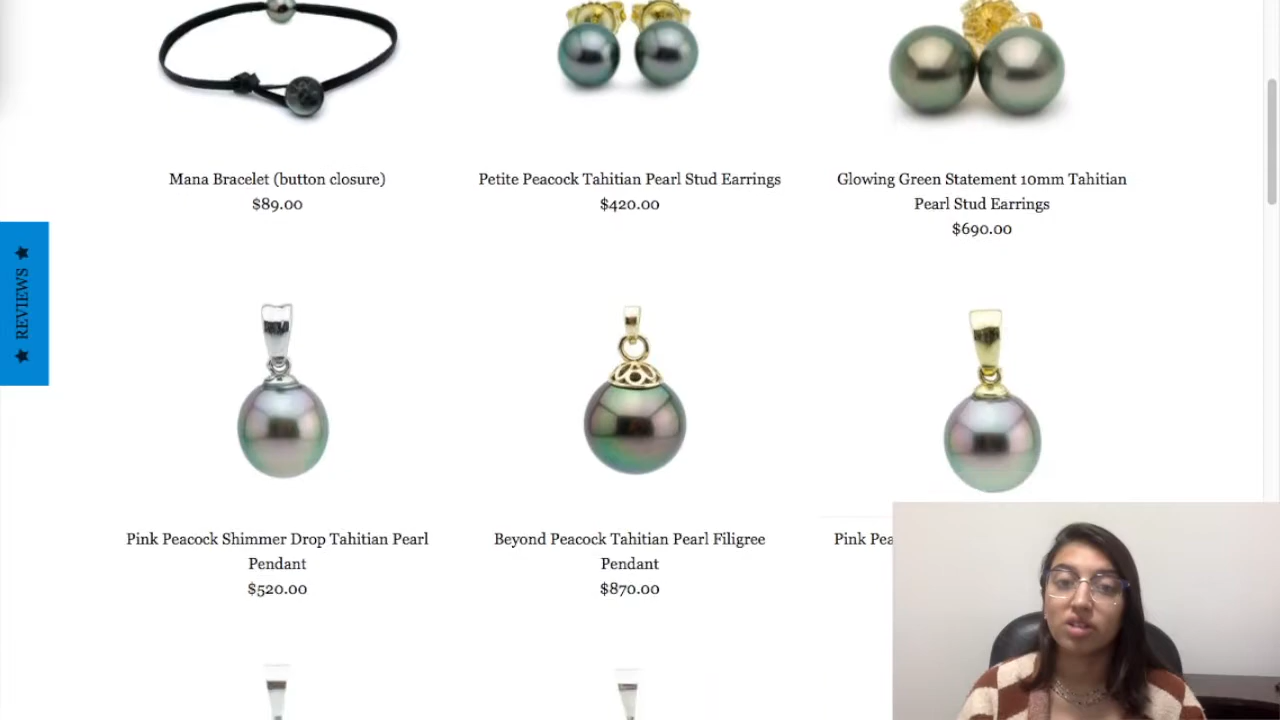 Mana Bracelet (button closure)
$89.00
Petite Peacock Tahitian Pearl Stud Earrings
$420.00
Glowing Green Statement 10mm Tahitian
Pearl Stud Earrings
$690.00
★ REVIEWS ★
Pink Peacock Shimmer Drop Tahitian Pearl
Pendant
$520.00
Beyond Peacock Tahitian Pearl Filigree
Pendant
$870.00
Pink